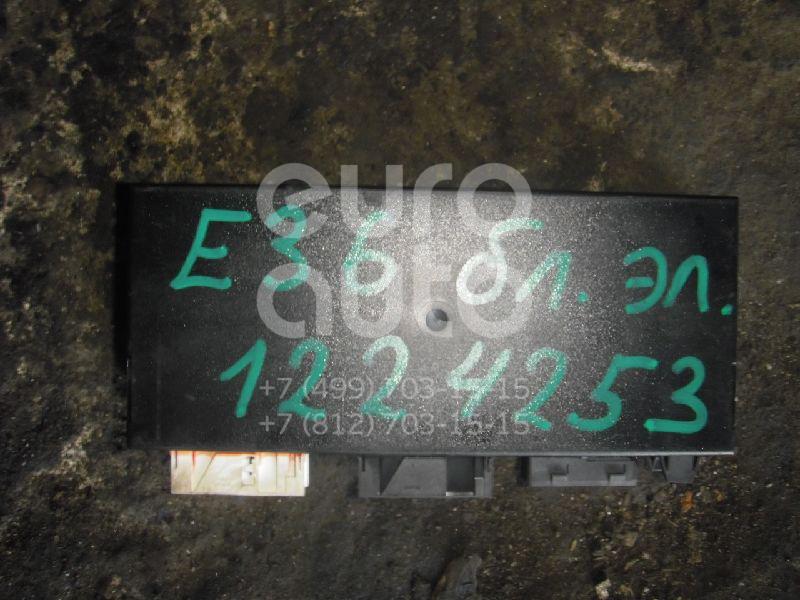 E36 бл. эл.
1224253
euro
auto
+7 (499) 703-15-15
+7 (812) 703-15-15